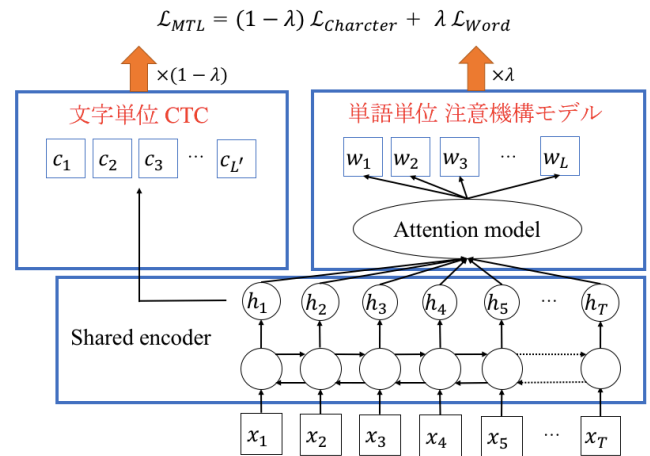 ℒ_MTL = (1 − λ) ℒ_Charcter + λ ℒ_Word
×(1 − λ)
×λ
文字単位 CTC
c_1 c_2 c_3 ⋯ c_L′
単語単位 注意機構モデル
w_1 w_2 w_3 ⋯ w_L
Attention model
Shared encoder
h_1 h_2 h_3 h_4 h_5 ⋯ h_T
x_1 x_2 x_3 x_4 x_5 ⋯ x_T